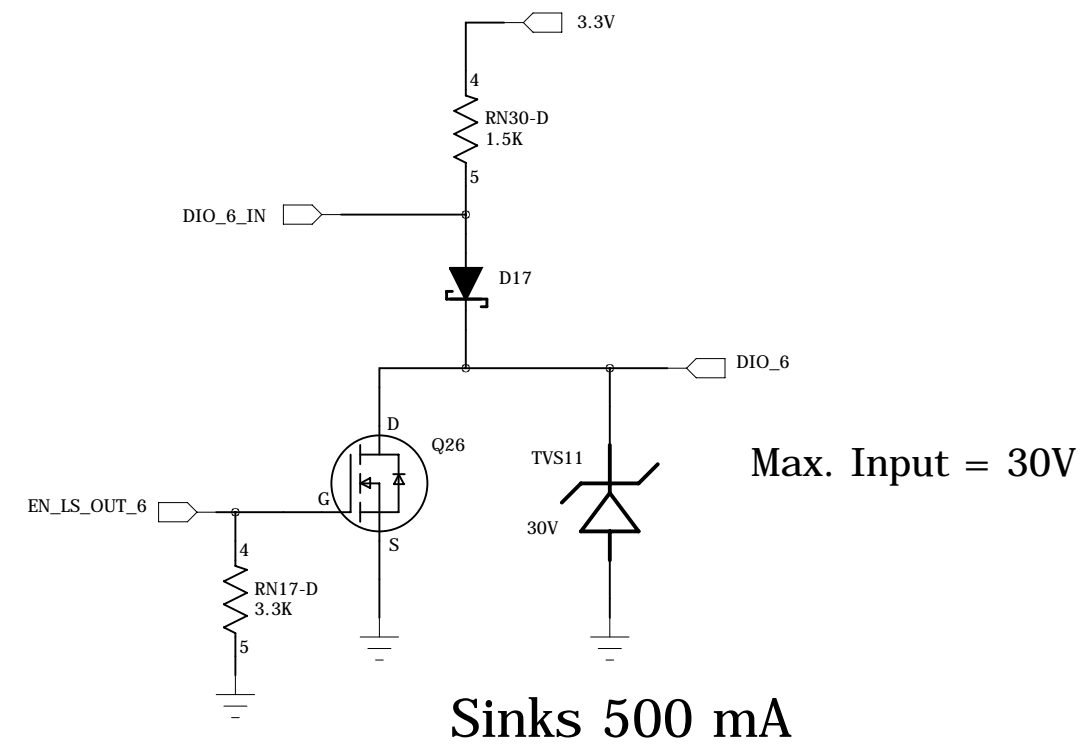 3.3V
4
RN30-D
1.5K
5
DIO_6_IN
D17
DIO_6
D
Q26
TVS11
Max. Input = 30V
G
EN_LS_OUT_6
30V
S
4
RN17-D
3.3K
5
Sinks 500 mA